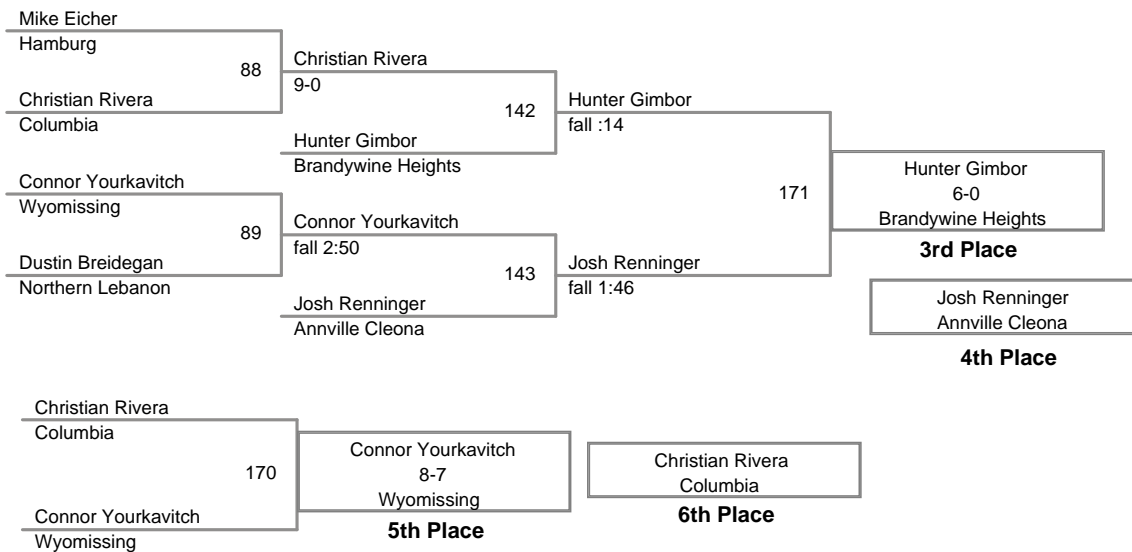 Mike Eicher
Hamburg
88
Christian Rivera
9-0
Christian Rivera
Columbia
142
Hunter Gimbor
fall :14
Hunter Gimbor
Brandywine Heights
Connor Yourkavitch
Wyomissing
171
Hunter Gimbor
6-0
Brandywine Heights
3rd Place
89
Connor Yourkavitch
fall 2:50
Dustin Breidegan
Northern Lebanon
143
Josh Renninger
fall 1:46
Josh Renninger
Annville Cleona
Josh Renninger
Annville Cleona
4th Place
Christian Rivera
Columbia
170
Connor Yourkavitch
8-7
Wyomissing
5th Place
Christian Rivera
Columbia
6th Place
Connor Yourkavitch
Wyomissing